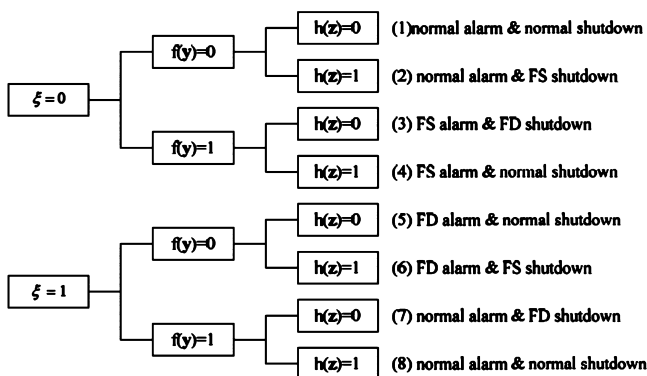 h(z)=0 (1)normal alarm & normal shutdown
f(y)=0
h(z)=1 (2) normal alarm & FS shutdown
ξ = 0
h(z)=0 (3) FS alarm & FD shutdown
f(y)=1
h(z)=1 (4) FS alarm & normal shutdown
h(z)=0 (5) FD alarm & normal shutdown
f(y)=0
h(z)=1 (6) FD alarm & FS shutdown
ξ = 1
h(z)=0 (7) normal alarm & FD shutdown
f(y)=1
h(z)=1 (8) normal alarm & normal shutdown